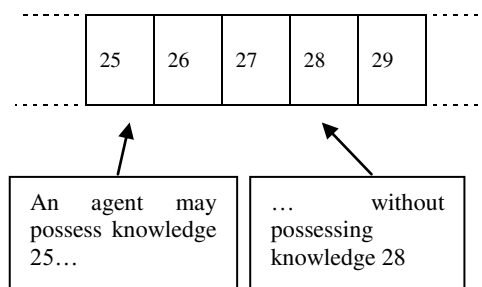 25 26 27 28 29
An agent may
possess knowledge
25…
… without
possessing
knowledge 28